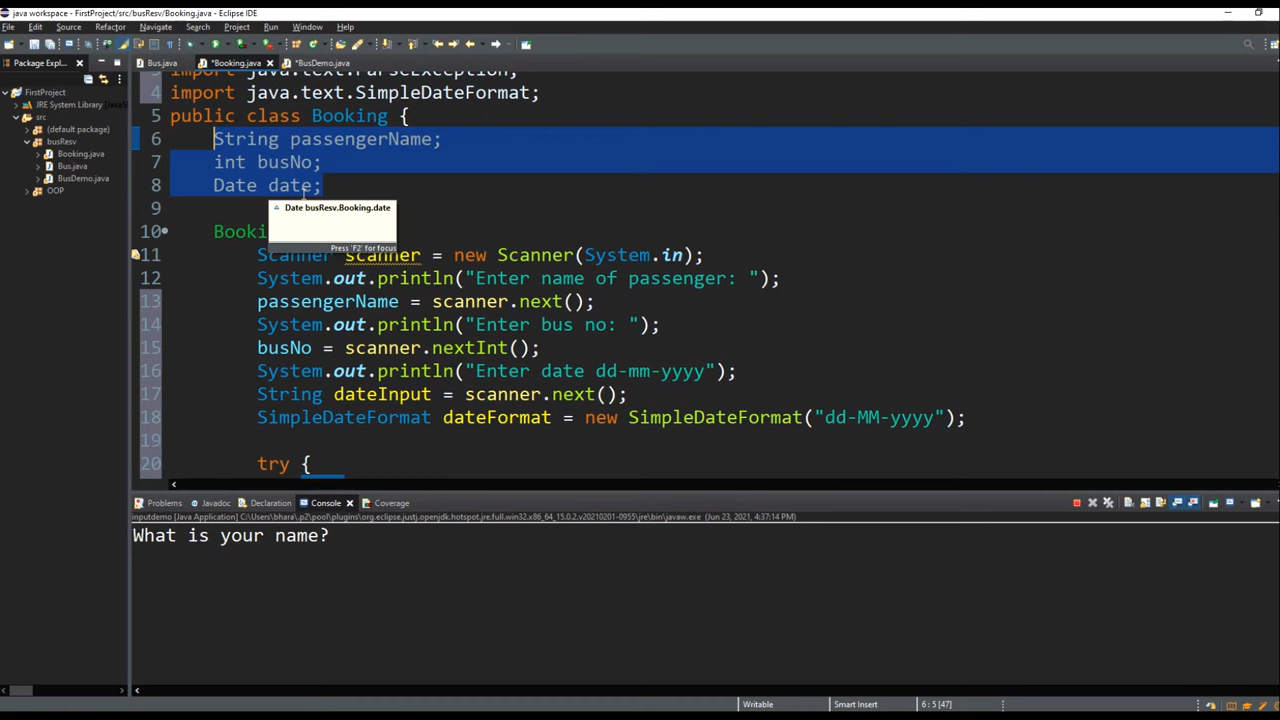 java workspace - FirstProject/src/busResv/Booking.java - Eclipse IDE
File Edit Source Refactor Navigate Search Project Run Window Help
Package Expl...
Bus.java
*Booking.java
*BusDemo.java
FirstProject
JRE System Library
src
(default package)
busResv
Booking.java
Bus.java
BusDemo.java
OOP
import java.text.ParseException;
4 import java.text.SimpleDateFormat;
5 public class Booking {
6 String passengerName;
7 int busNo;
8 Date date;
9
Date busResv.Booking.date
10 Booki
Press 'F2' for focus
11 Scanner scanner = new Scanner(System.in);
12 System.out.println("Enter name of passenger: ");
13 passengerName = scanner.next();
14 System.out.println("Enter bus no: ");
15 busNo = scanner.nextInt();
16 System.out.println("Enter date dd-mm-yyyy");
17 String dateInput = scanner.next();
18 SimpleDateFormat dateFormat = new SimpleDateFormat("dd-MM-yyyy");
19
20 try {
Problems Javadoc Declaration Console Coverage
inputdemo [Java Application] C:\Users\bhara\.p2\pool\plugins\org.eclipse.justj.openjdk.hotspot.jre.full.win32.x86_64_15.0.2.v20210201-0955\jre\bin\javaw.exe (Jun 23, 2021, 4:37:14 PM)
What is your name?
Writable Smart Insert 6 : 5 [47]